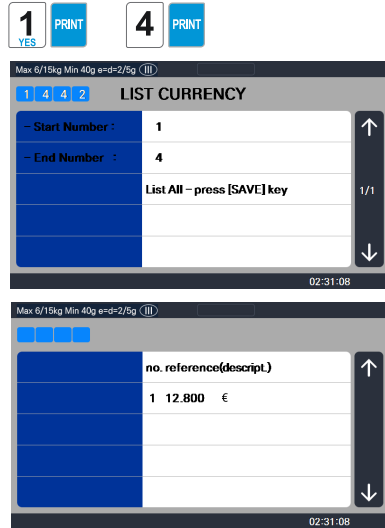 1 PRINT 4 PRINT
YES
Max 6/15kg Min 40g e=d=2/5g III
1 4 4 2 LIST CURRENCY
- Start Number : 1
- End Number : 4
List All - press [SAVE] key
1/1
02:31:08
Max 6/15kg Min 40g e=d=2/5g III
no. reference(descript.)
1 12.800 €
02:31:08